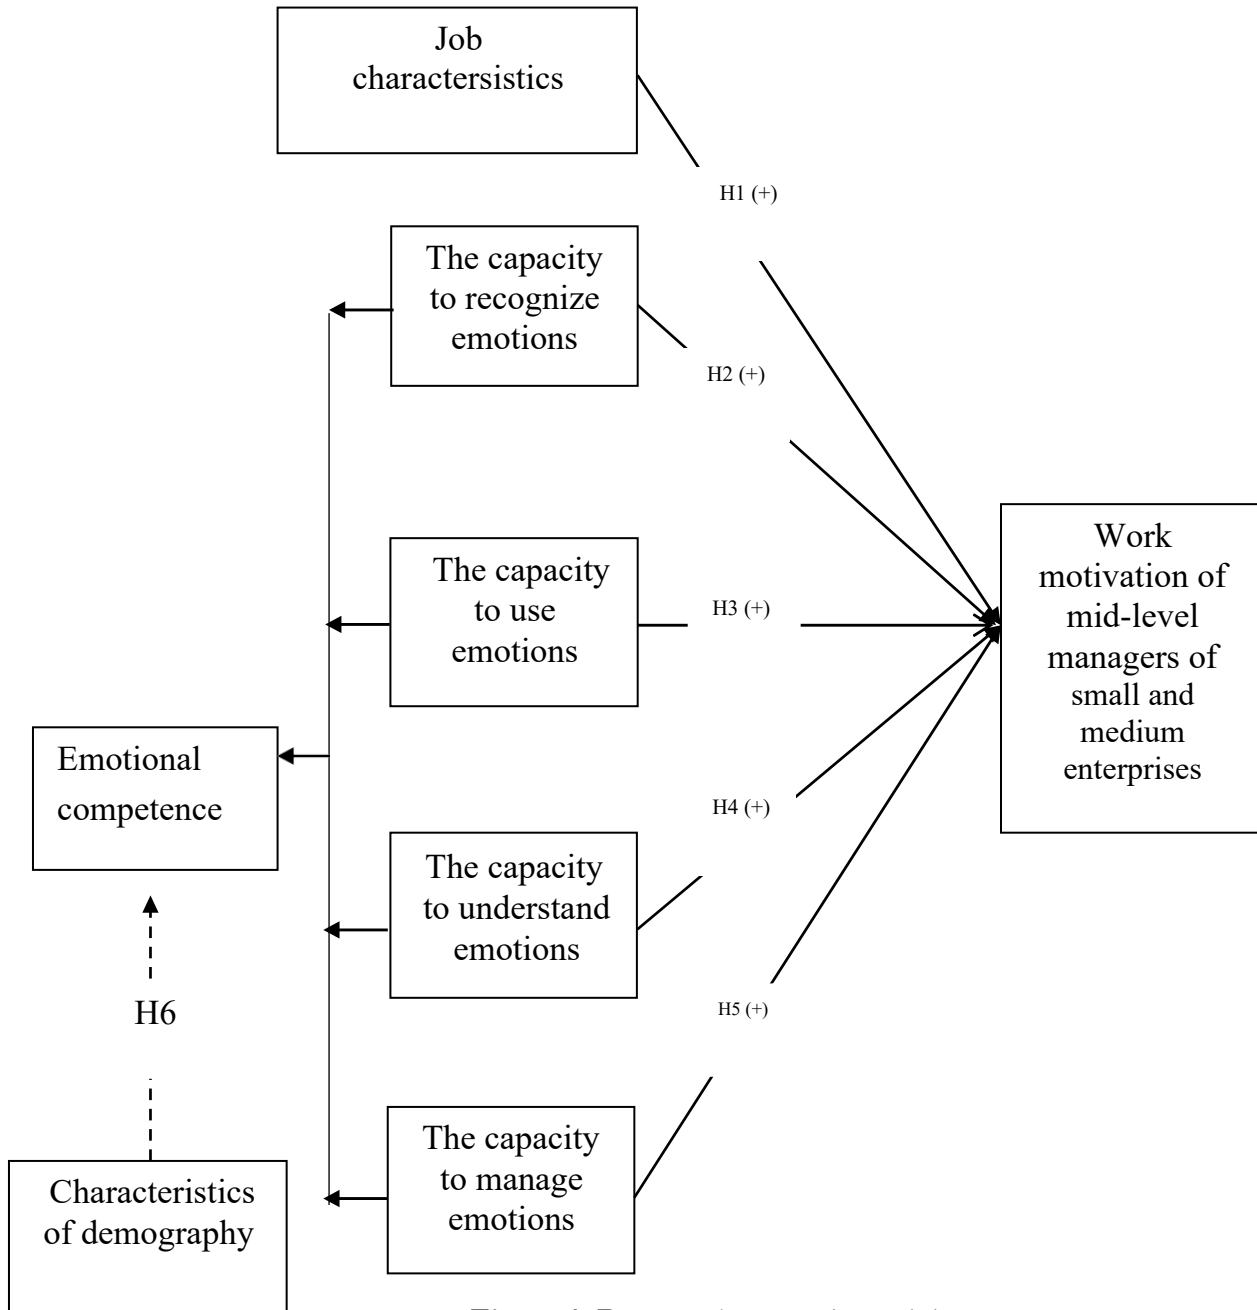 Job
charactersistics
H1 (+)
The capacity
to recognize
emotions
H2 (+)
The capacity
to use
emotions
H3 (+)
Work
motivation of
mid-level
managers of
small and
medium
enterprises
Emotional
competence
H4 (+)
The capacity
to understand
emotions
H6
H5 (+)
The capacity
to manage
emotions
Characteristics
of demography